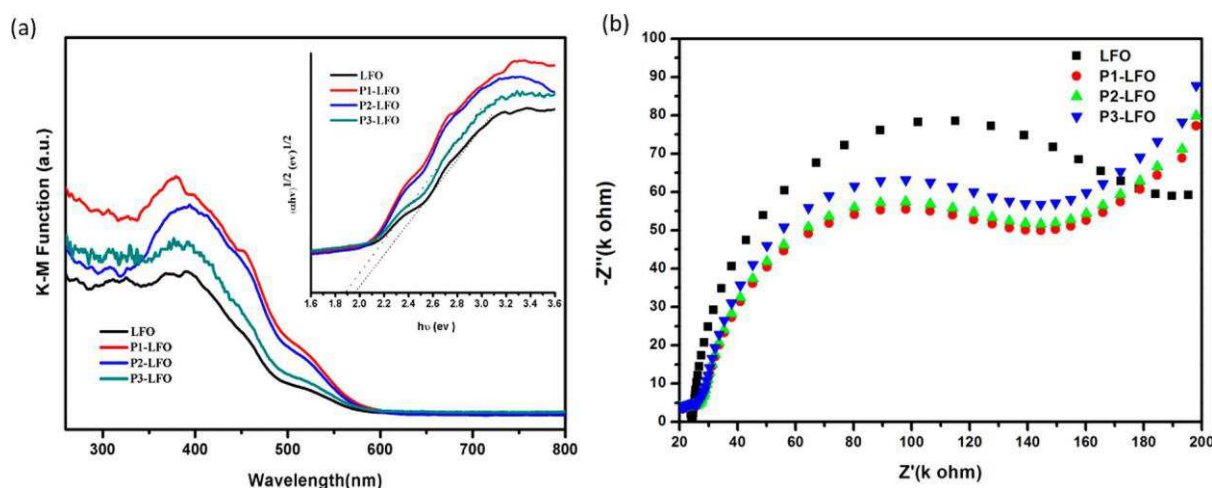 (a)
K-M Function (a.u.)
LFO
P1-LFO
P2-LFO
P3-LFO
300 400 500 600 700 800
Wavelength(nm)
αhυ)1/2 (ev)1/2
LFO
P1-LFO
P2-LFO
P3-LFO
1.6 1.8 2.0 2.2 2.4 2.6 2.8 3.0 3.2 3.4 3.6
hυ (ev )
(b)
-Z''(k ohm)
100
90
80
70
60
50
40
30
20
10
0
LFO
P1-LFO
P2-LFO
P3-LFO
20 40 60 80 100 120 140 160 180 200
Z'(k ohm)